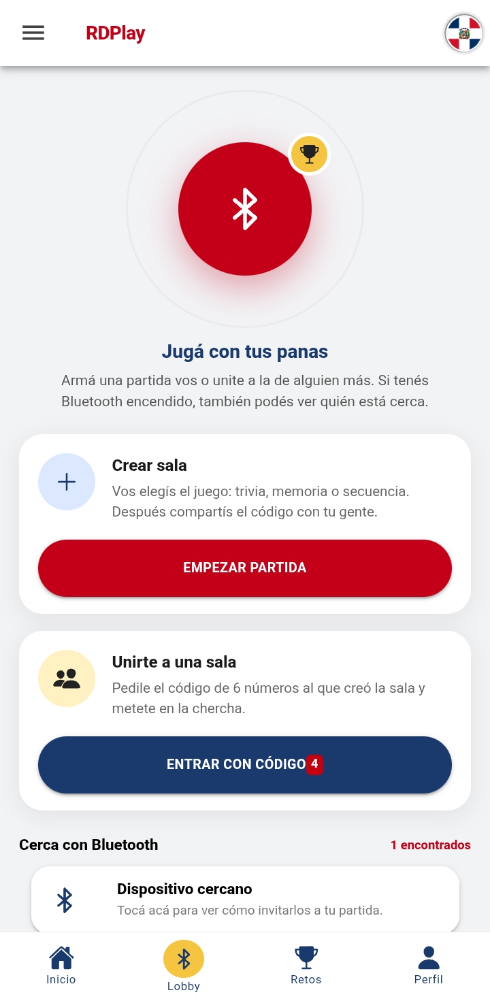 RDPlay
Jugá con tus panas
Armá una partida vos o unite a la de alguien más. Si tenés
Bluetooth encendido, también podés ver quién está cerca.
Crear sala
Vos elegís el juego: trivia, memoria o secuencia.
Después compartís el código con tu gente.
EMPEZAR PARTIDA
Unirte a una sala
Pedile el código de 6 números al que creó la sala y
metete en la chercha.
ENTRAR CON CÓDIGO 4
Cerca con Bluetooth
1 encontrados
Dispositivo cercano
Tocá acá para ver cómo invitarlos a tu partida.
Inicio
Lobby
Retos
Perfil